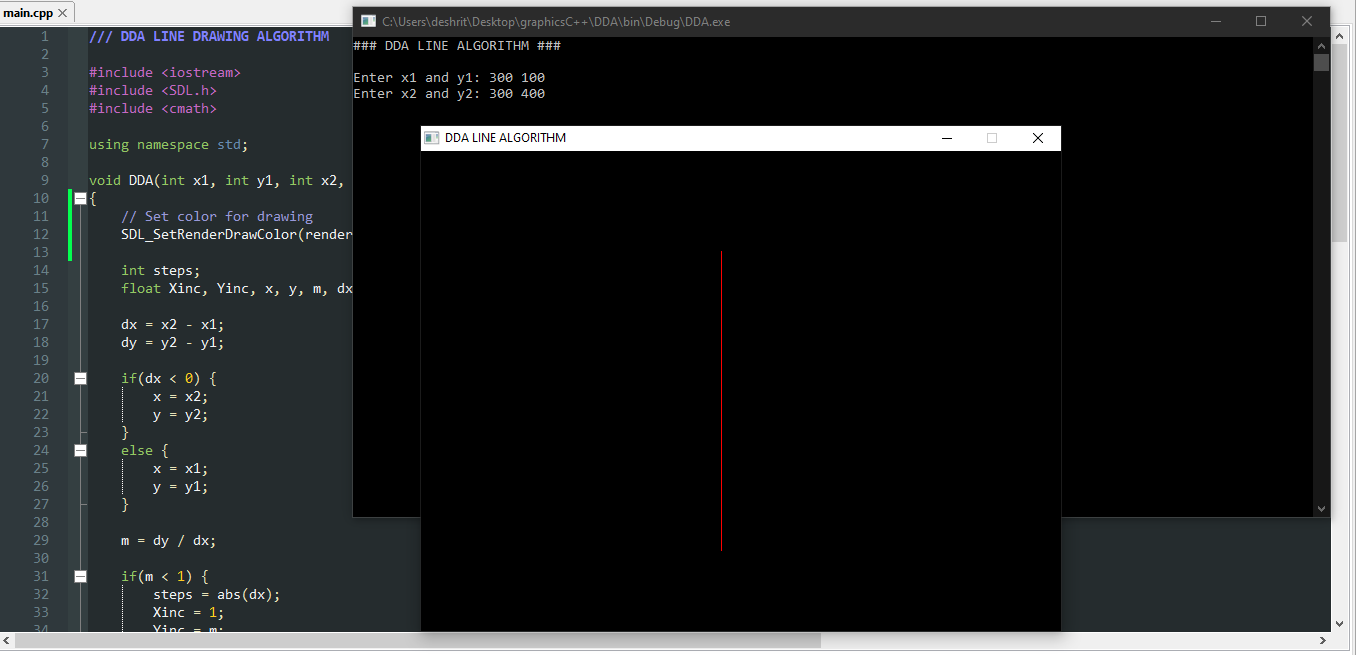 main.cpp
1 /// DDA LINE DRAWING ALGORITHM
2
3 #include <iostream>
4 #include <SDL.h>
5 #include <cmath>
6
7 using namespace std;
8
9 void DDA(int x1, int y1, int x2,
10 {
11 // Set color for drawing
12 SDL_SetRenderDrawColor(render
13
14 int steps;
15 float Xinc, Yinc, x, y, m, dx
16
17 dx = x2 - x1;
18 dy = y2 - y1;
19
20 if(dx < 0) {
21 x = x2;
22 y = y2;
23 }
24 else {
25 x = x1;
26 y = y1;
27 }
28
29 m = dy / dx;
30
31 if(m < 1) {
32 steps = abs(dx);
33 Xinc = 1;
34 Yinc = m;
C:\Users\deshrit\Desktop\graphicsC++\DDA\bin\Debug\DDA.exe
### DDA LINE ALGORITHM ###
Enter x1 and y1: 300 100
Enter x2 and y2: 300 400
DDA LINE ALGORITHM